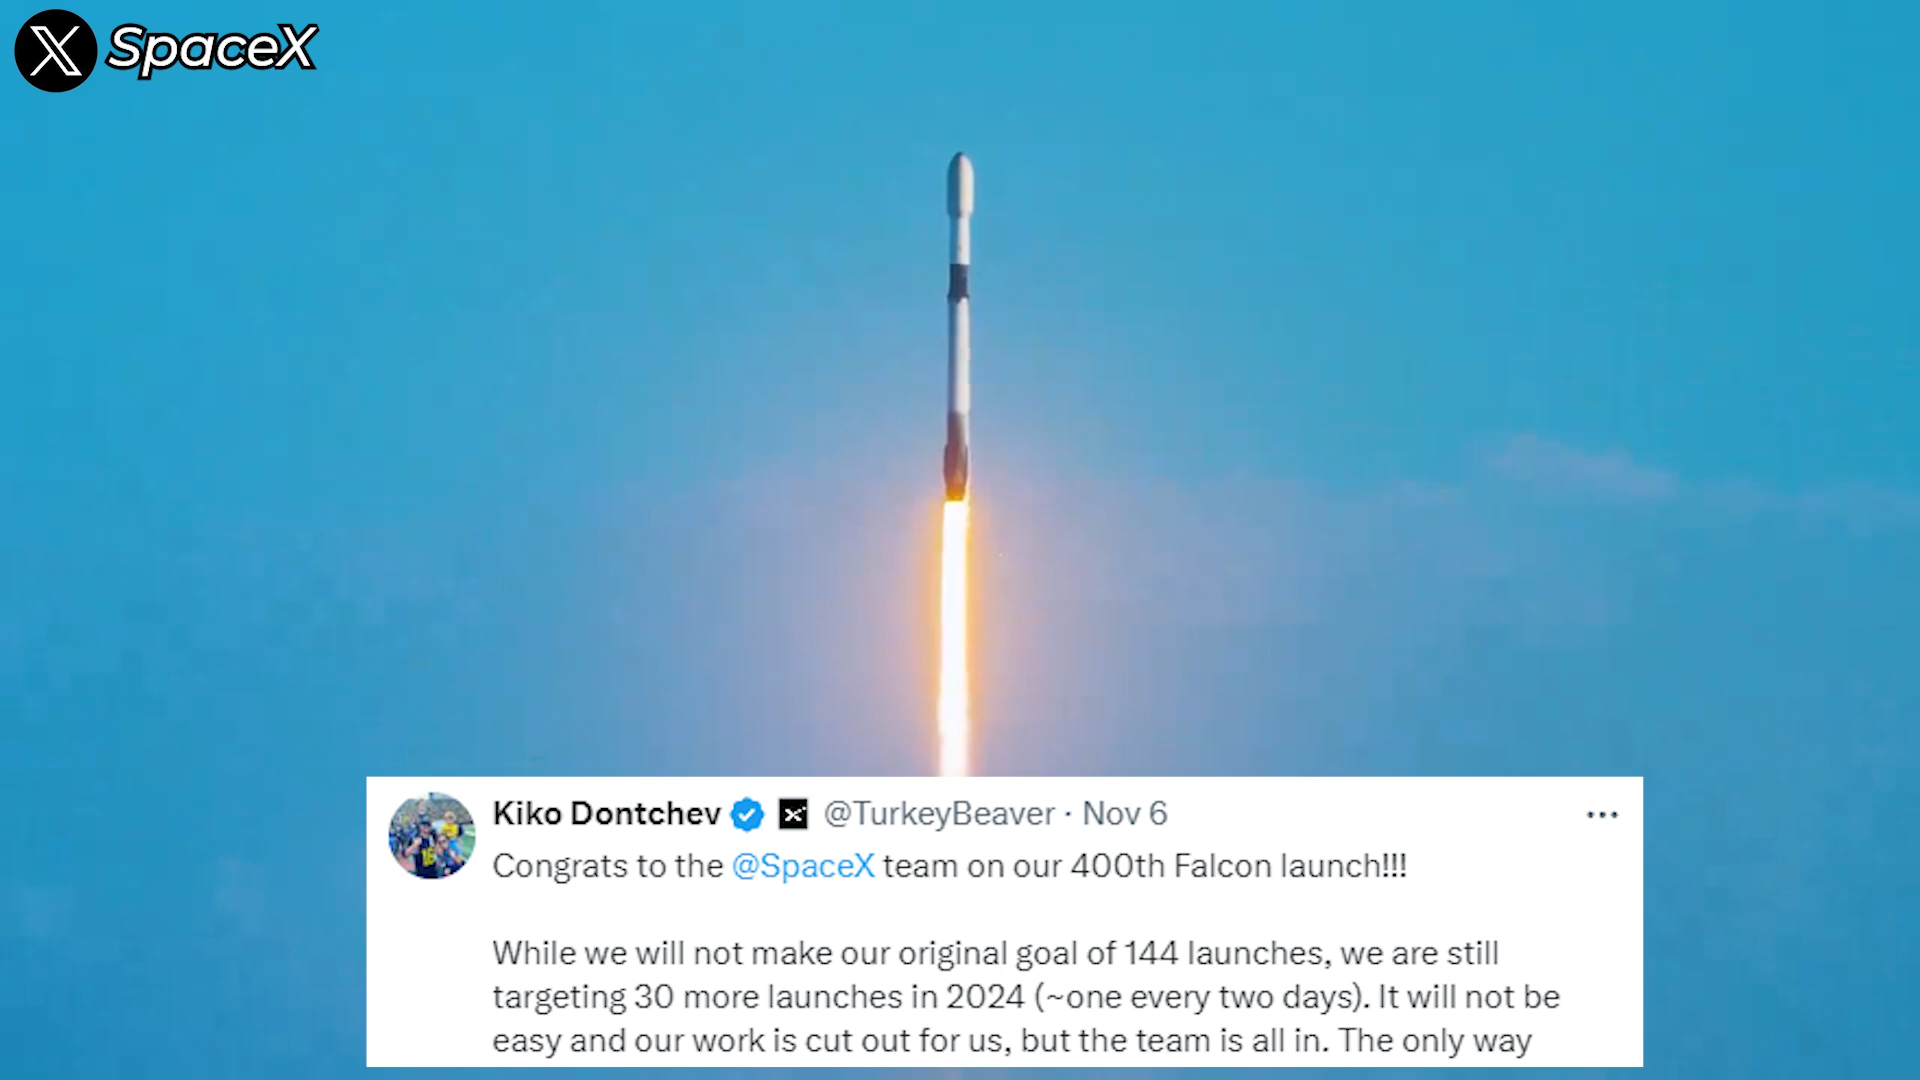 X SpaceX
Kiko Dontchev @TurkeyBeaver · Nov 6
Congrats to the @SpaceX team on our 400th Falcon launch!!!
While we will not make our original goal of 144 launches, we are still
targeting 30 more launches in 2024 (~one every two days). It will not be
easy and our work is cut out for us, but the team is all in. The only way